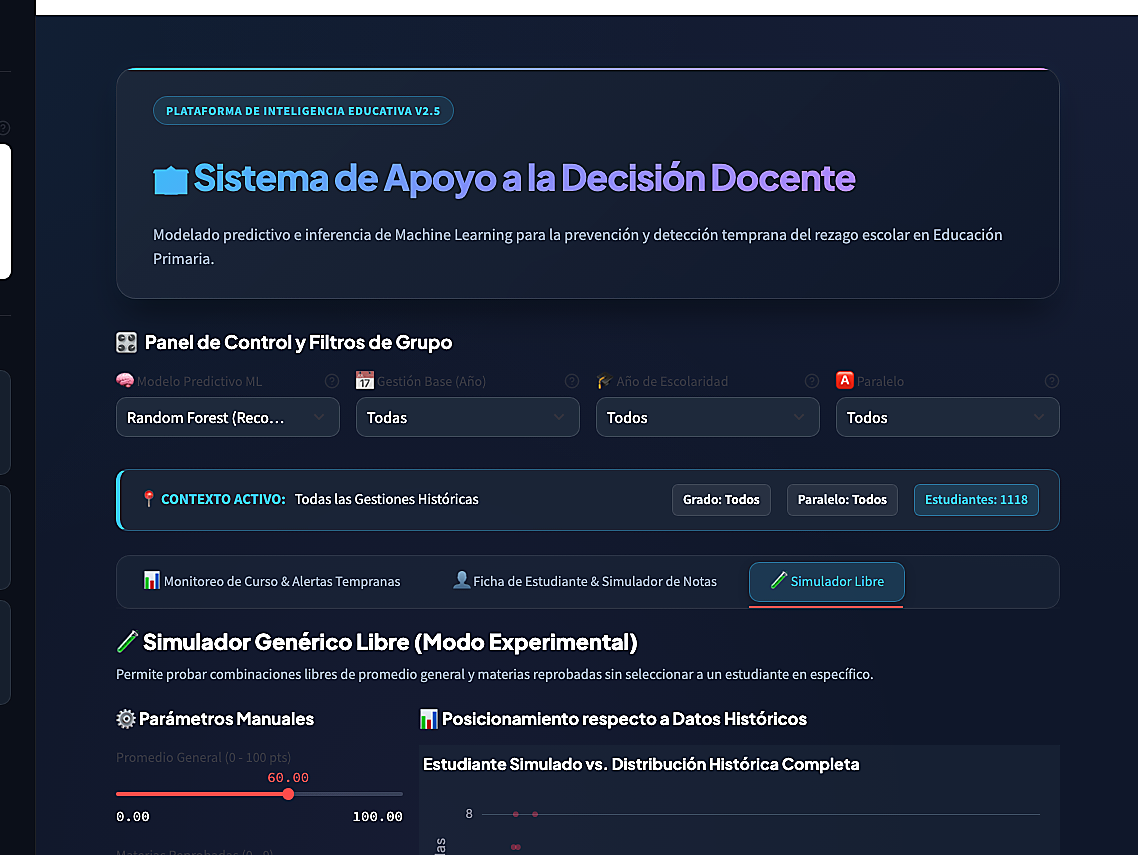 PLATAFORMA DE INTELIGENCIA EDUCATIVA V2.5
Sistema de Apoyo a la Decisión Docente
Modelado predictivo e inferencia de Machine Learning para la prevención y detección temprana del rezago escolar en Educación
Primaria.
Panel de Control y Filtros de Grupo
Modelo Predictivo ML
Gestión Base (Año)
Año de Escolaridad
Paralelo
Random Forest (Reco...
Todas
Todos
Todos
CONTEXTO ACTIVO: Todas las Gestiones Históricas
Grado: Todos
Paralelo: Todos
Estudiantes: 1118
Monitoreo de Curso & Alertas Tempranas
Ficha de Estudiante & Simulador de Notas
Simulador Libre
Simulador Genérico Libre (Modo Experimental)
Permite probar combinaciones libres de promedio general y materias reprobadas sin seleccionar a un estudiante en específico.
Parámetros Manuales
Posicionamiento respecto a Datos Históricos
Promedio General (0 - 100 pts)
60.00
0.00
100.00
Estudiante Simulado vs. Distribución Histórica Completa
8